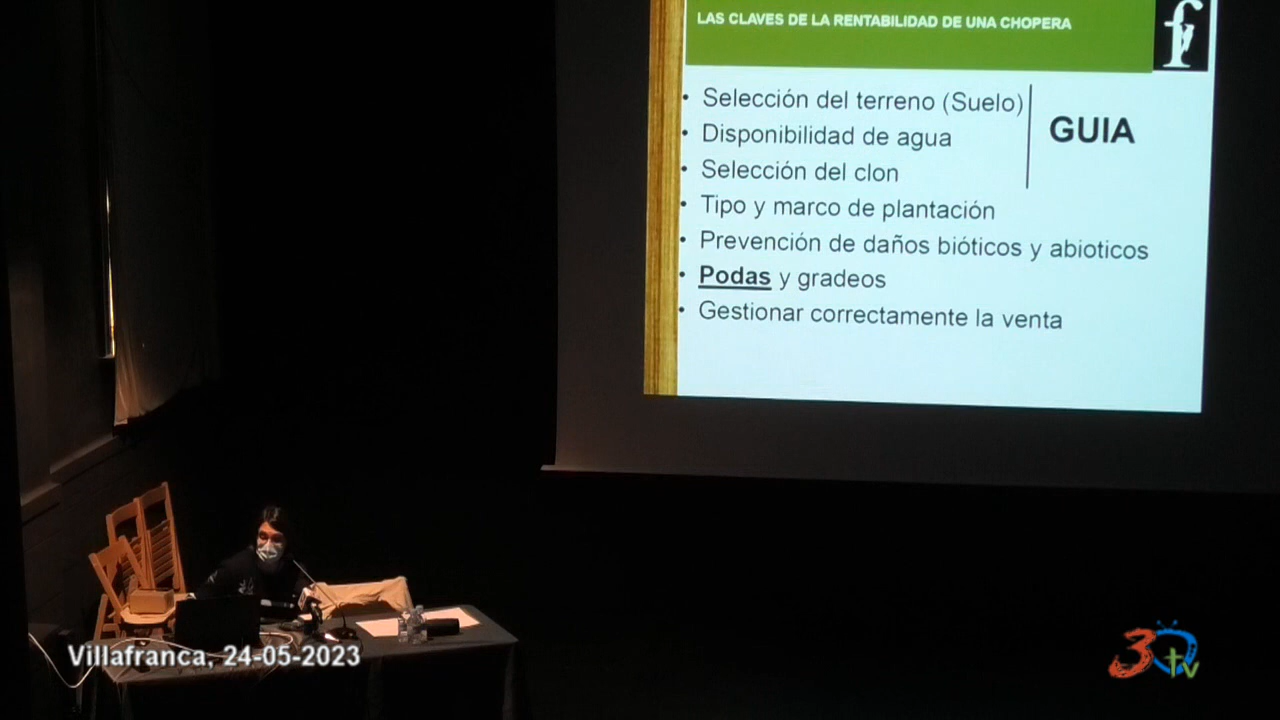 LAS CLAVES DE LA RENTABILIDAD DE UNA CHOPERA
• Selección del terreno (Suelo)
• Disponibilidad de agua
• Selección del clon
GUIA
• Tipo y marco de plantación
• Prevención de daños bióticos y abioticos
• Podas y gradeos
• Gestionar correctamente la venta
Villafranca, 24-05-2023
3Dtv